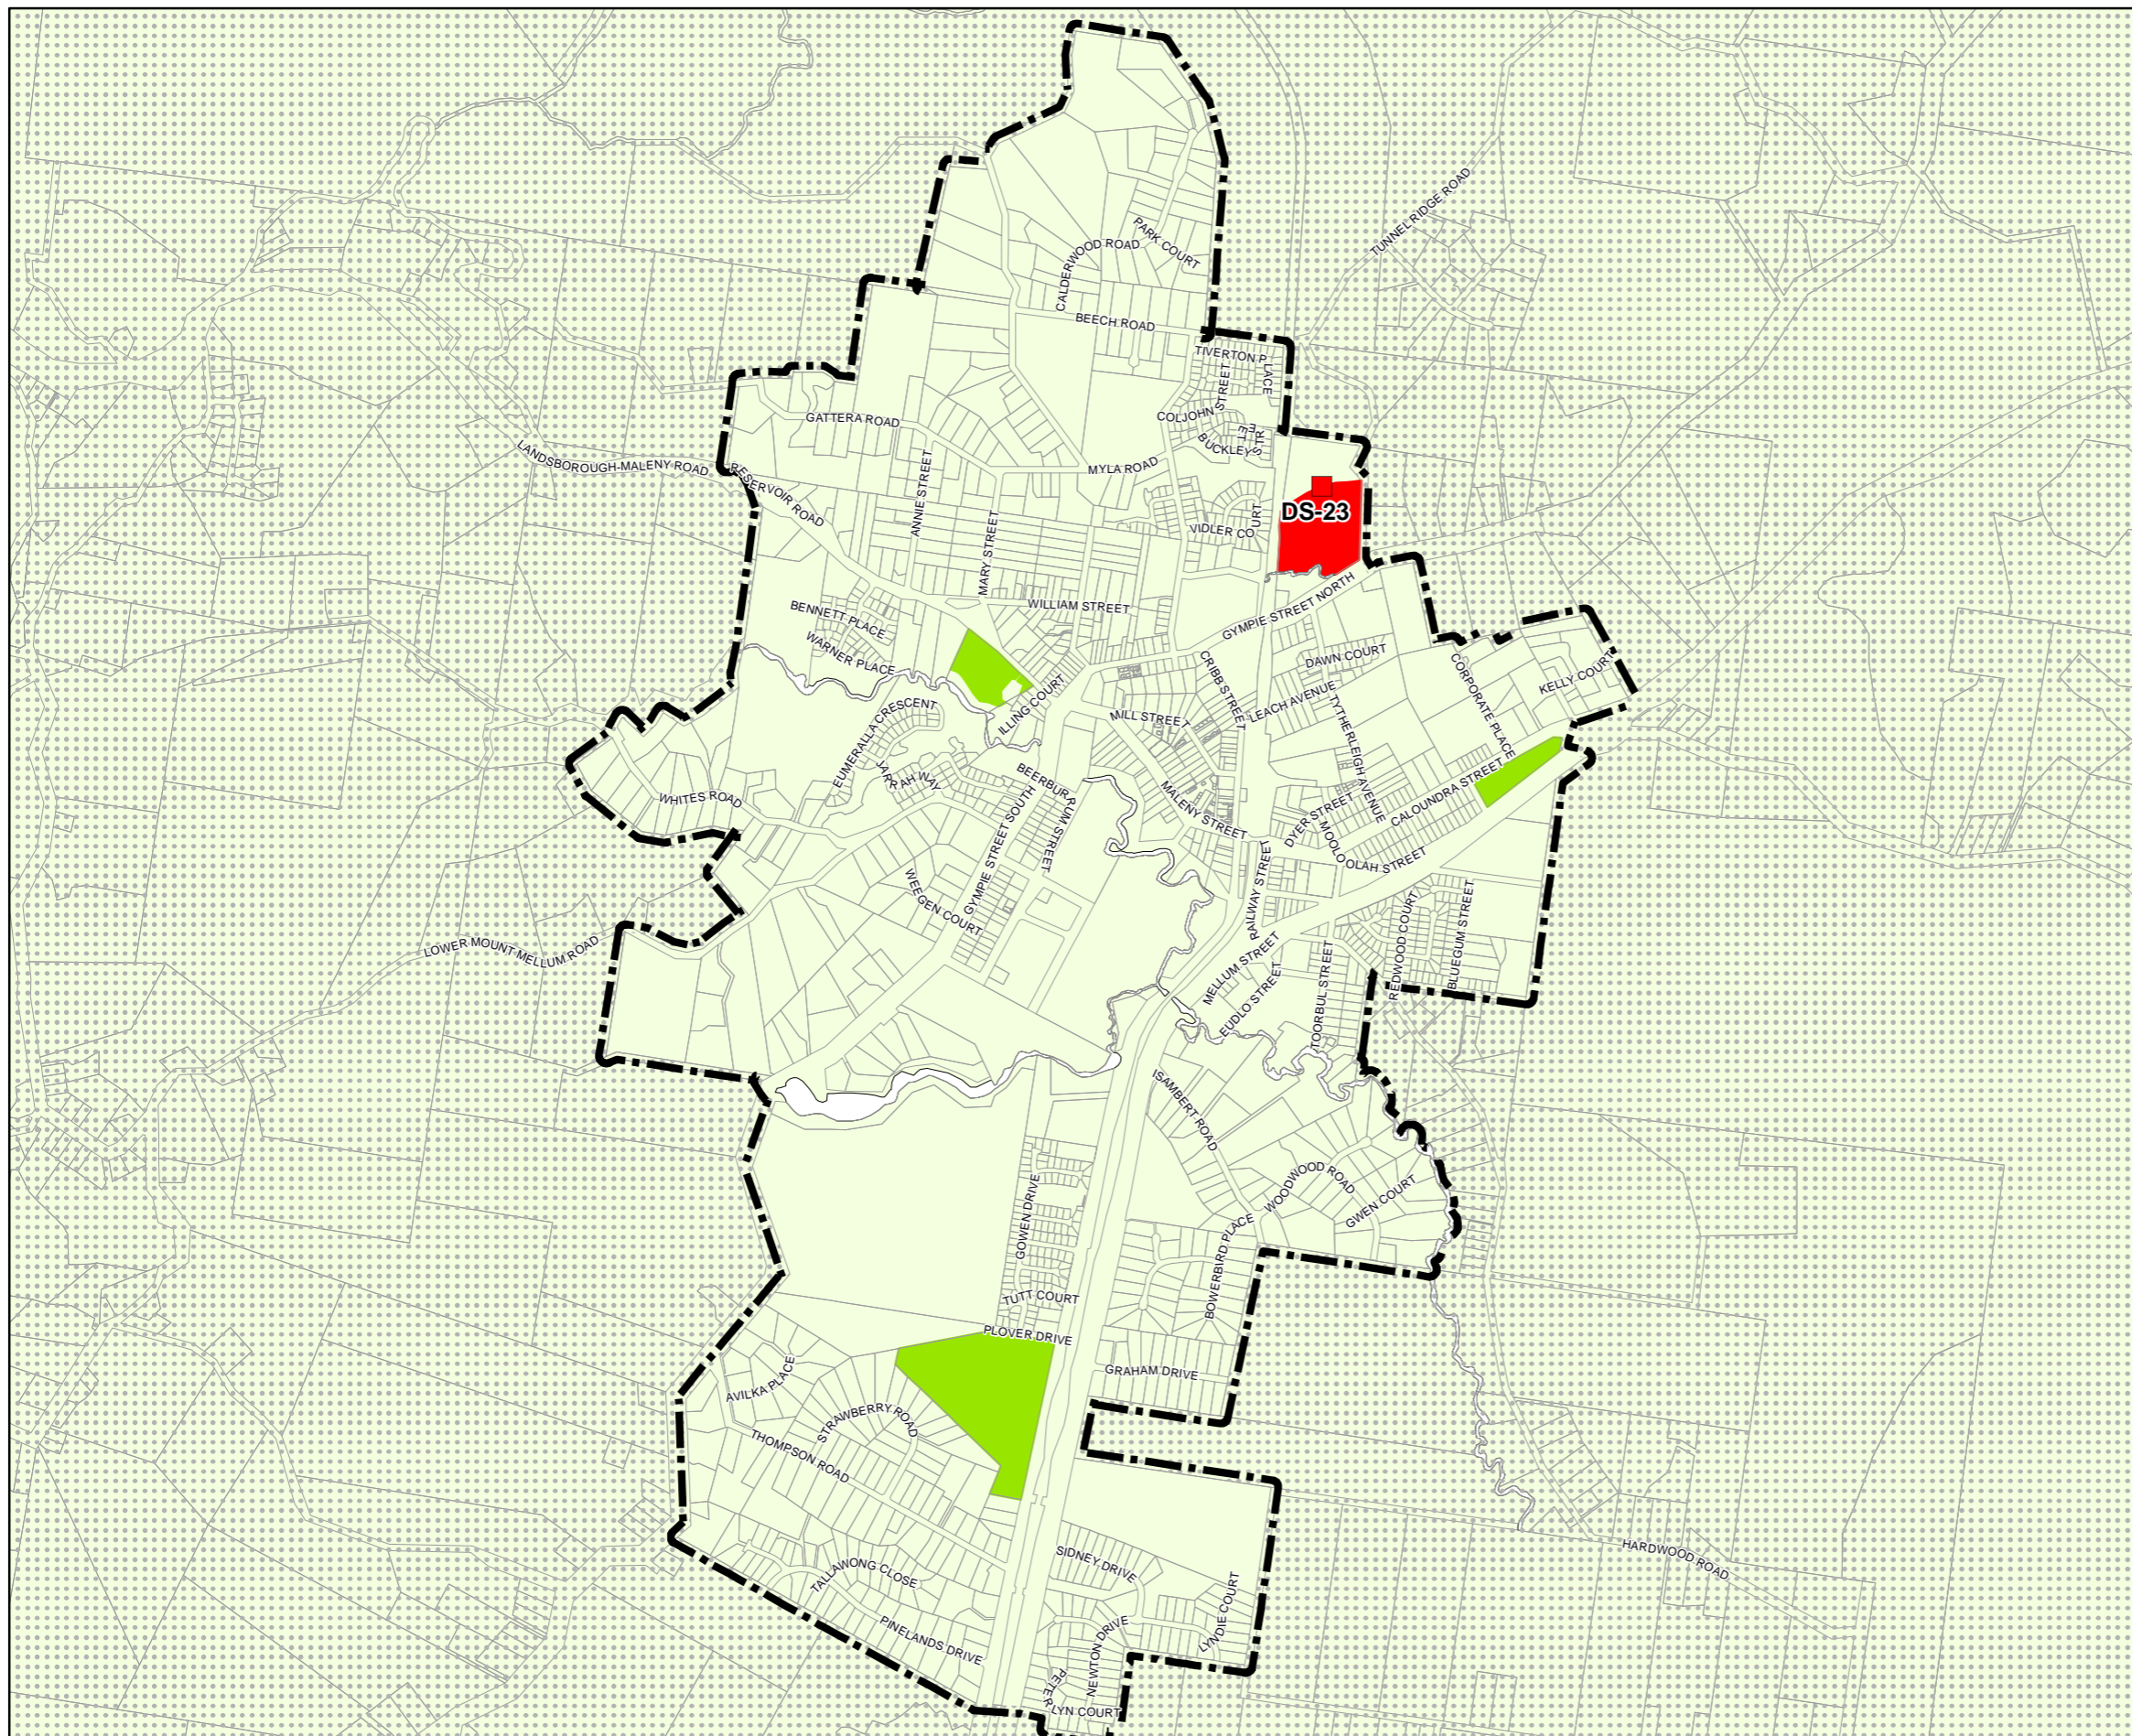 TUNNEL RIDGE ROAD
PARK COURT
CALDERWOOD ROAD
BEECH ROAD
TIVERTON PLACE
COLJOHN STREET
BUCKLEY STREET
GATTERA ROAD
LANDSBOROUGH-MALENY ROAD
RESERVOIR ROAD
MYLA ROAD
ANNIE STREET
MARY STREET
VIDLER COURT
DS-23
WILLIAM STREET
GYMPIE STREET NORTH
BENNETT PLACE
WARNER PLACE
DAWN COURT
CRIBB STREET
LEACH AVENUE
CORPORATE PLACE
KELLY COURT
ILLING COURT
MILL STREET
TYTHERLEIGH AVENUE
EUMERALLA CRESCENT
JARRAH WAY
BEERBURRUM STREET
WHITES ROAD
MALENY STREET
DYER STREET
CALOUNDRA STREET
MOOLOOLAH STREET
GYMPIE STREET SOUTH
WEEGEN COURT
RAILWAY STREET
REDWOOD COURT
BLUEGUM STREET
LOWER MOUNT MELLUM ROAD
MELLUM STREET
EUDLO STREET
TOORBUL STREET
ISAMBERT ROAD
WOODWOOD ROAD
GWEN COURT
GOWEN DRIVE
BOWERBIRD PLACE
TUTT COURT
PLOVER DRIVE
GRAHAM DRIVE
AVILKA PLACE
STRAWBERRY ROAD
THOMPSON ROAD
SIDNEY DRIVE
HARDWOOD ROAD
TALLAWONG CLOSE
LYNDIE COURT
PINELANDS DRIVE
NEWTON DRIVE
PETER LYN COURT